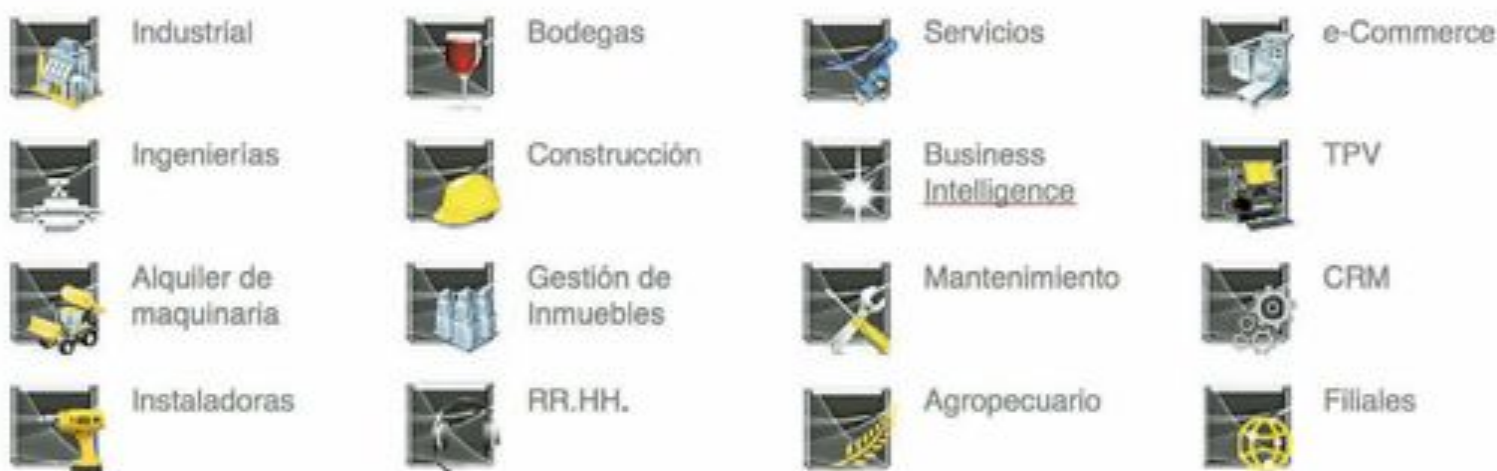 Industrial
Bodegas
Servicios
e-Commerce
Ingenierías
Construcción
Business
Intelligence
TPV
Alquiler de
maquinaria
Gestión de
Inmuebles
Mantenimiento
CRM
Instaladoras
RR.HH.
Agropecuario
Filiales